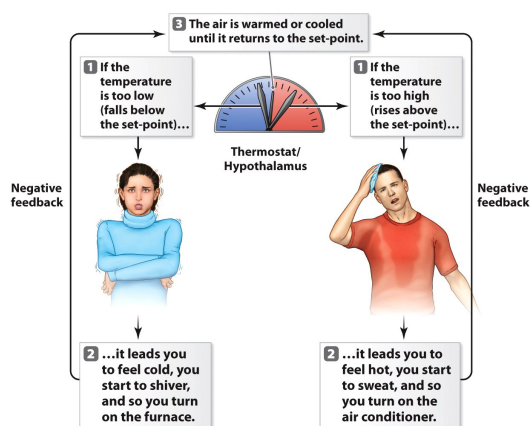 3 The air is warmed or cooled
until it returns to the set-point.
1 If the
temperature
is too low
(falls below
the set-point)…
1 If the
temperature
is too high
(rises above
the set-point)…
Thermostat/
Hypothalamus
Negative
feedback
Negative
feedback
2 …it leads you
to feel cold, you
start to shiver,
and so you turn
on the furnace.
2 …it leads you to
feel hot, you start
to sweat, and so
you turn on the
air conditioner.